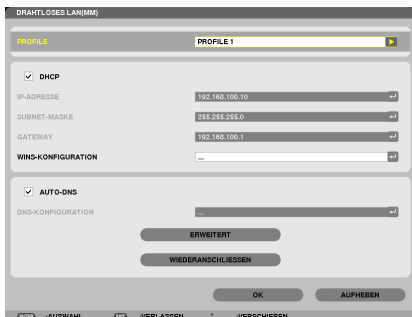 DRAHTLOSES LAN(MM)
PROFILE PROFILE 1
DHCP
IP-ADRESSE 192.168.100.10
SUBNET-MASKE 255.255.255.0
GATEWAY 192.168.100.1
WINS-KONFIGURATION ...
AUTO-DNS
DNS-KONFIGURATION ...
ERWEITERT
WIEDERANSCHLIESSEN
OK AUFHEBEN
:AUSWAHL :VERLASSEN :VERSCHIEBEN